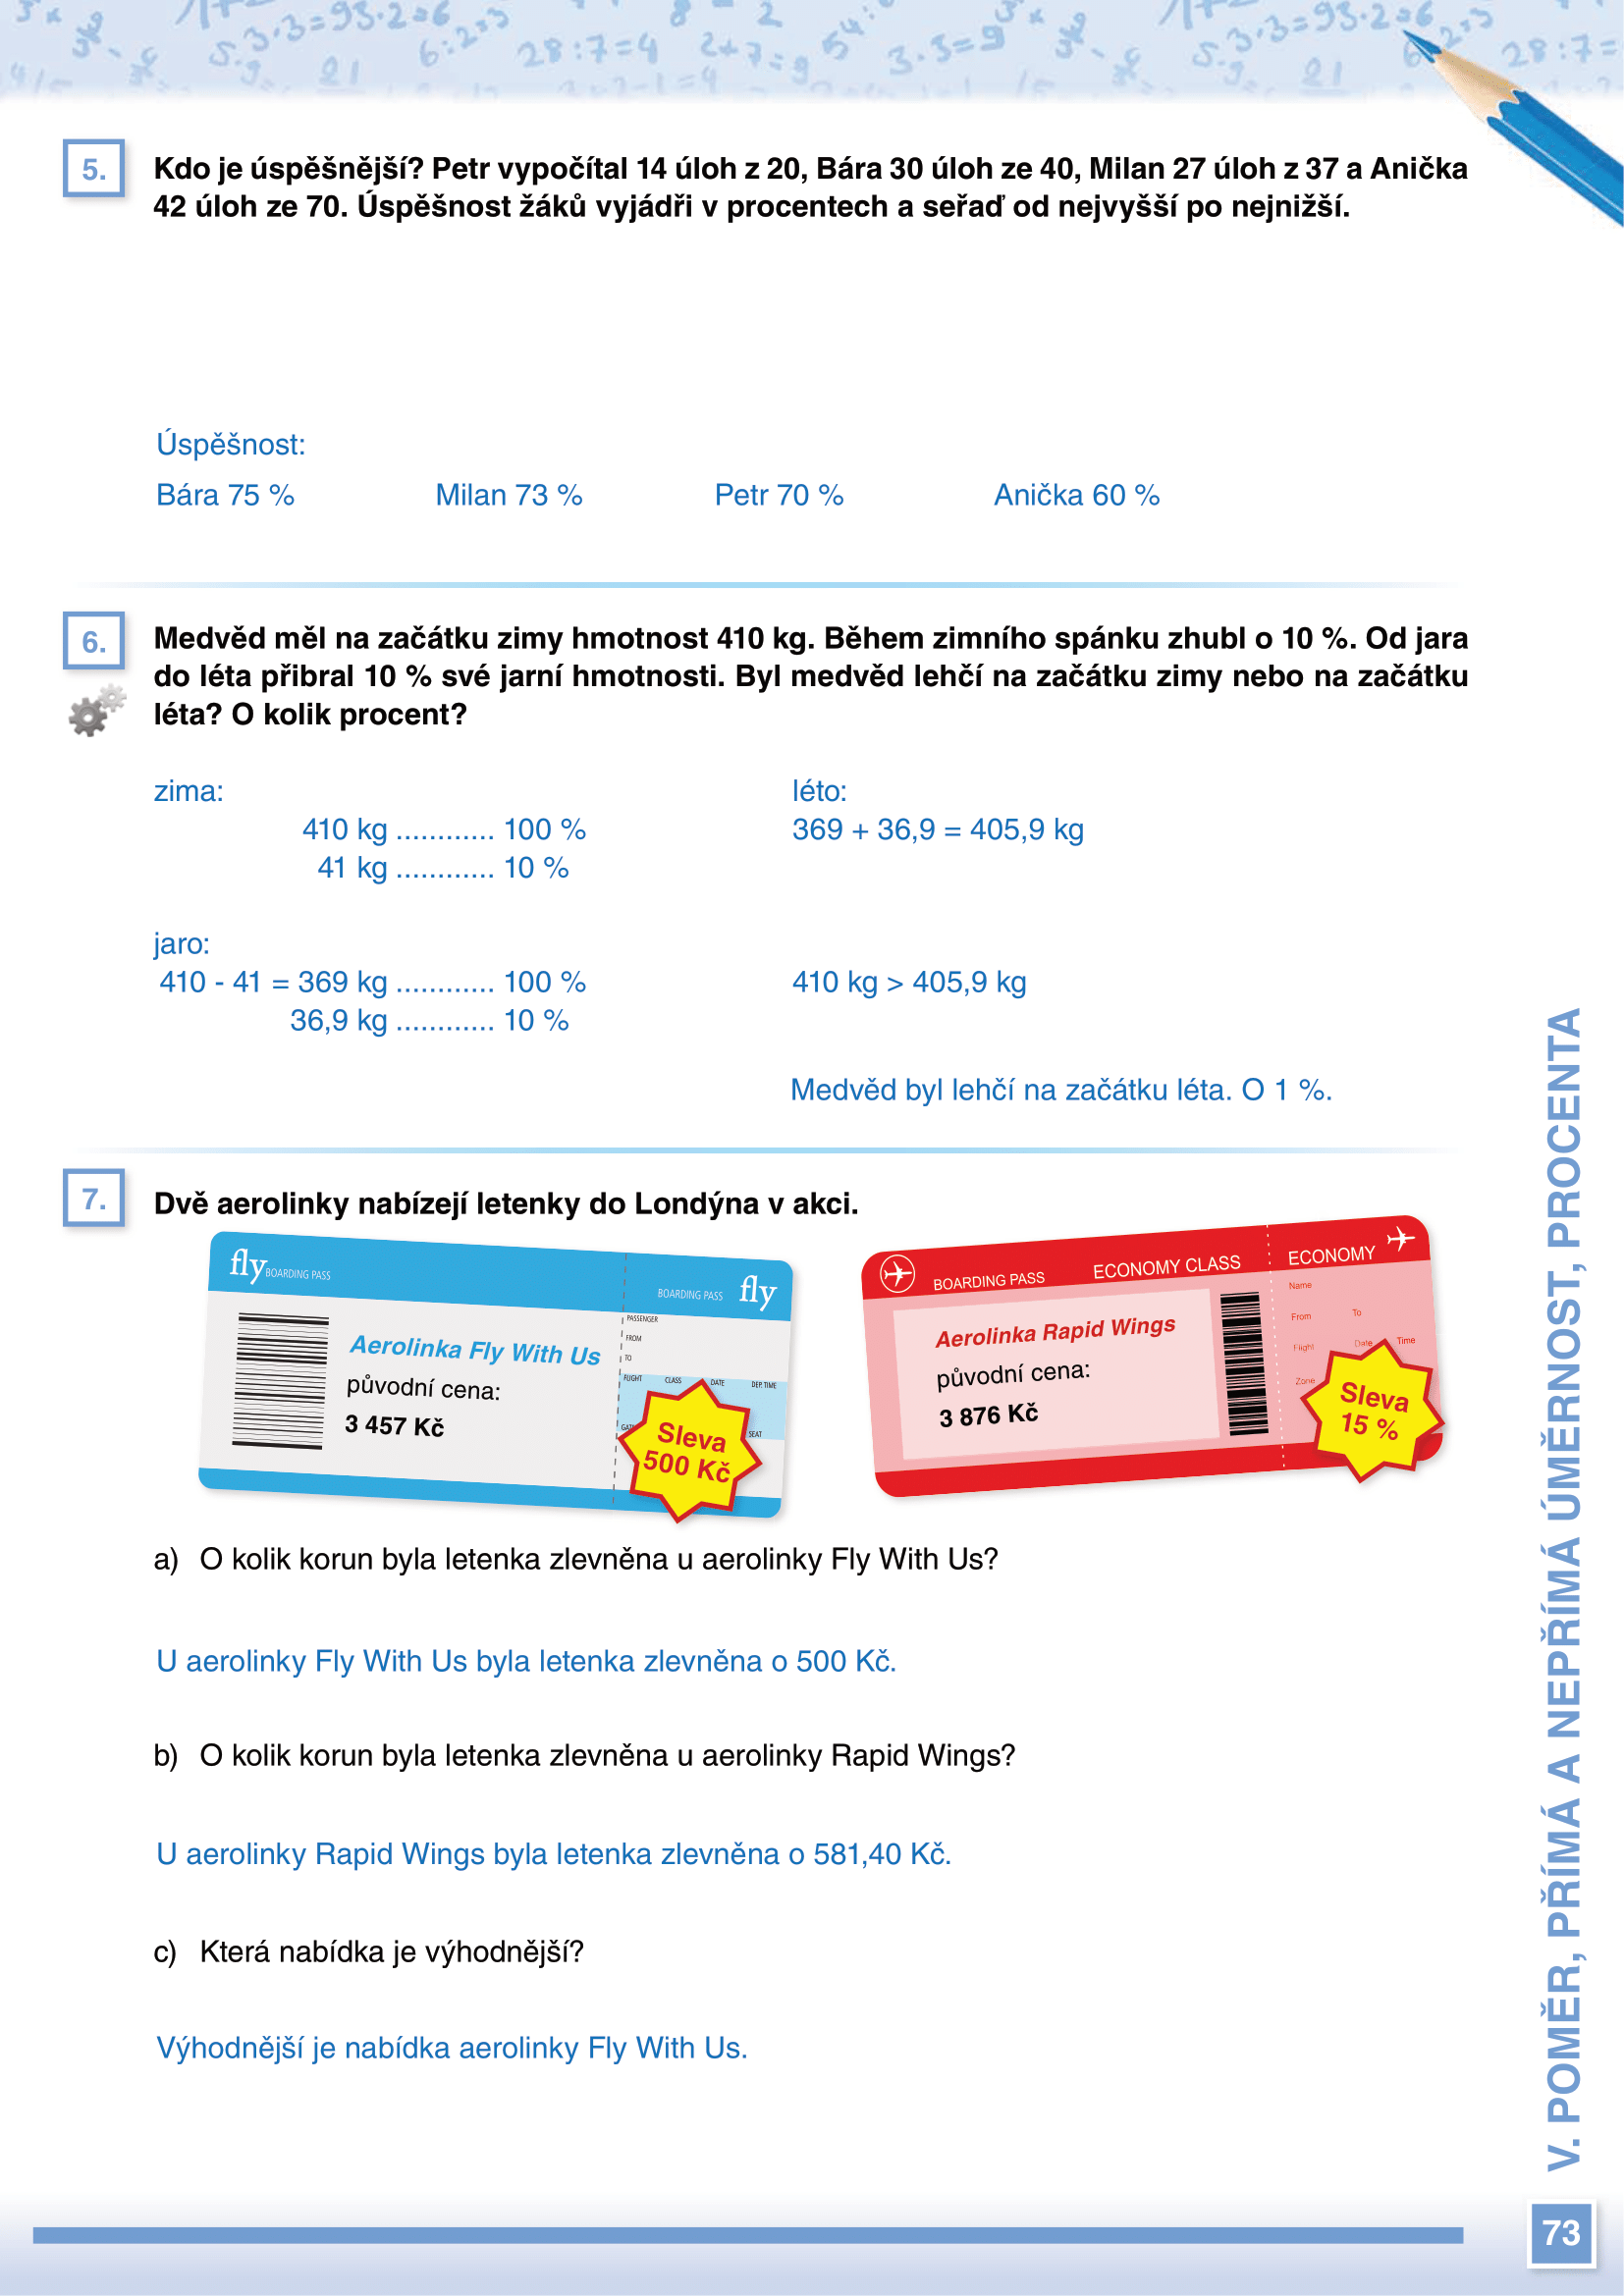 5.
Kdo je úspěšnější? Petr vypočítal 14 úloh z 20, Bára 30 úloh ze 40, Milan 27 úloh z 37 a Anička
42 úloh ze 70. Úspěšnost žáků vyjádři v procentech a seřaď od nejvyšší po nejnižší.
Úspěšnost:
Bára 75 % Milan 73 % Petr 70 % Anička 60 %
6.
Medvěd měl na začátku zimy hmotnost 410 kg. Během zimního spánku zhubl o 10 %. Od jara
do léta přibral 10 % své jarní hmotnosti. Byl medvěd lehčí na začátku zimy nebo na začátku
léta? O kolik procent?
zima:
410 kg ............ 100 %
41 kg ............ 10 %
léto:
369 + 36,9 = 405,9 kg
jaro:
410 - 41 = 369 kg ............ 100 %
36,9 kg ............ 10 %
410 kg > 405,9 kg
Medvěd byl lehčí na začátku léta. O 1 %.
7.
Dvě aerolinky nabízejí letenky do Londýna v akci.
fly BOARDING PASS
BOARDING PASS fly
Aerolinka Fly With Us
původní cena:
3 457 Kč
PASSENGER
FROM
TO
FLIGHT CLASS DATE DEP. TIME
SEAT
Sleva
500 Kč
BOARDING PASS ECONOMY CLASS ECONOMY
Aerolinka Rapid Wings
původní cena:
3 876 Kč
Name
From To
Flight Date Time
Zone
Sleva
15 %
a) O kolik korun byla letenka zlevněna u aerolinky Fly With Us?
U aerolinky Fly With Us byla letenka zlevněna o 500 Kč.
b) O kolik korun byla letenka zlevněna u aerolinky Rapid Wings?
U aerolinky Rapid Wings byla letenka zlevněna o 581,40 Kč.
c) Která nabídka je výhodnější?
Výhodnější je nabídka aerolinky Fly With Us.
V. POMĚR, PŘÍMÁ A NEPŘÍMÁ ÚMĚRNOST, PROCENTA
73